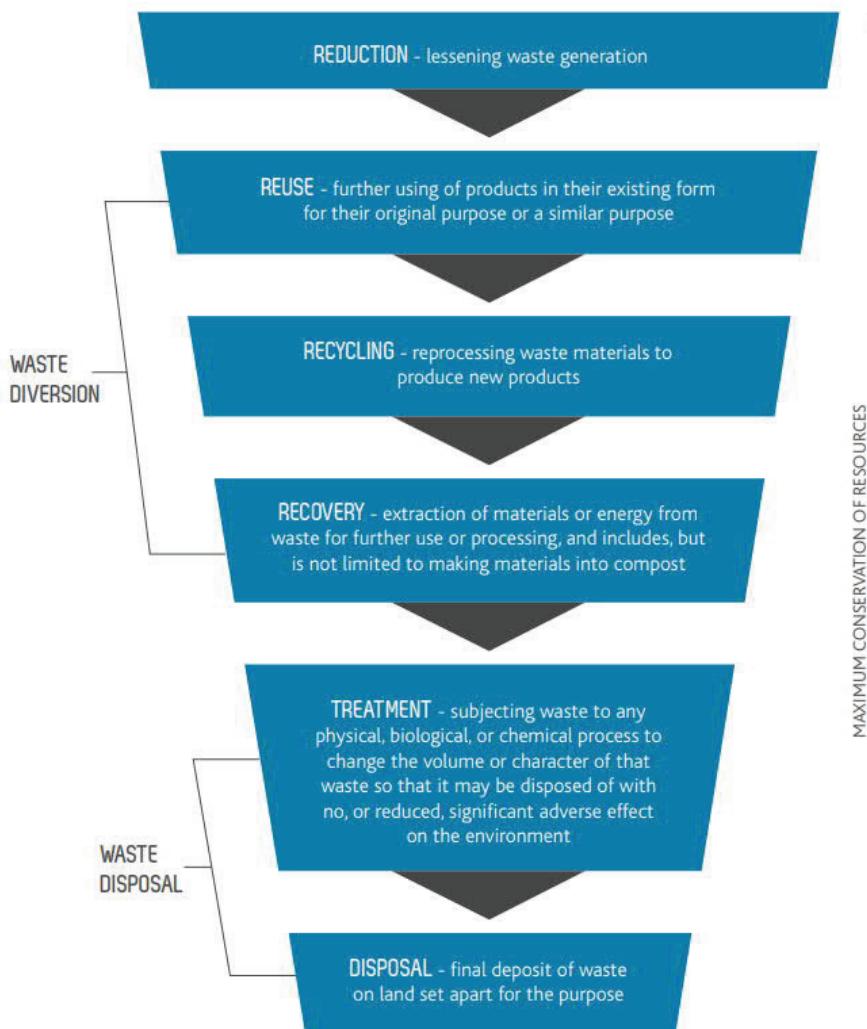 REDUCTION - lessening waste generation
REUSE - further using of products in their existing form
for their original purpose or a similar purpose
RECYCLING - reprocessing waste materials to
produce new products
WASTE
DIVERSION
RECOVERY - extraction of materials or energy from
waste for further use or processing, and includes, but
is not limited to making materials into compost
TREATMENT - subjecting waste to any
physical, biological, or chemical process to
change the volume or character of that
waste so that it may be disposed of with
no, or reduced, significant adverse effect
on the environment
WASTE
DISPOSAL
DISPOSAL - final deposit of waste
on land set apart for the purpose
MAXIMUM CONSERVATION OF RESOURCES